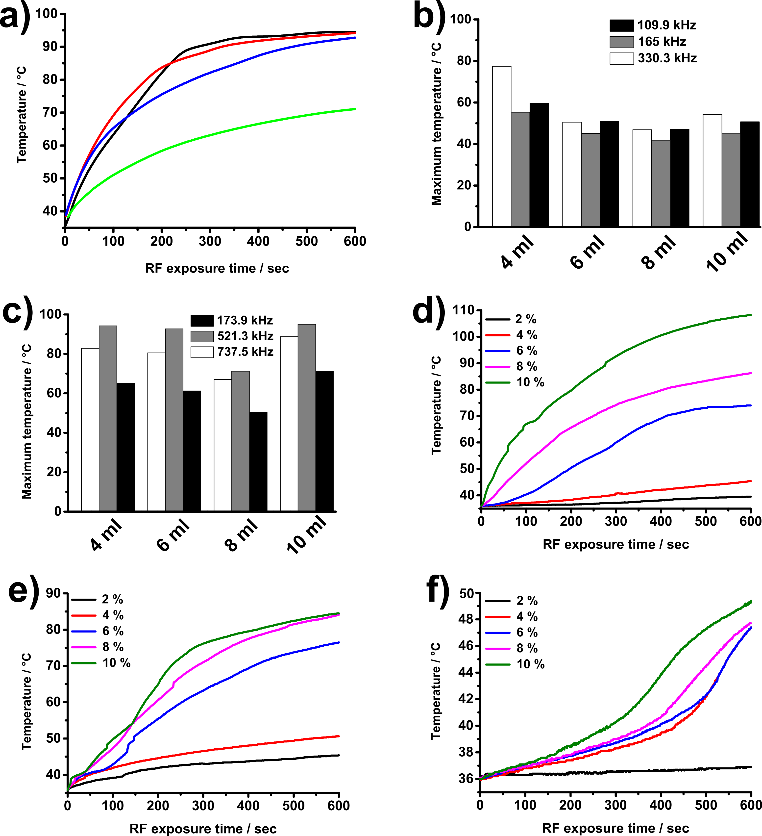 a)
100
90
80
70
60
50
40
Temperature / °C
0 100 200 300 400 500 600
RF exposure time / sec
b)
109.9 kHz
165 kHz
330.3 kHz
100
80
60
40
20
0
Maximum temperature / °C
4 ml 6 ml 8 ml 10 ml
c)
173.9 kHz
521.3 kHz
737.5 kHz
100
80
60
40
20
0
Maximum temperature / °C
4 ml 6 ml 8 ml 10 ml
d)
2 %
4 %
6 %
8 %
10 %
110
100
90
80
70
60
50
40
Temperature / °C
0 100 200 300 400 500 600
RF exposure time / sec
e)
2 %
4 %
6 %
8 %
10 %
90
80
70
60
50
40
Temperature / °C
0 100 200 300 400 500 600
RF exposure time / sec
f)
2 %
4 %
6 %
8 %
10 %
50
48
46
44
42
40
38
36
34
Temperature / °C
0 100 200 300 400 500 600
RF exposure time / sec